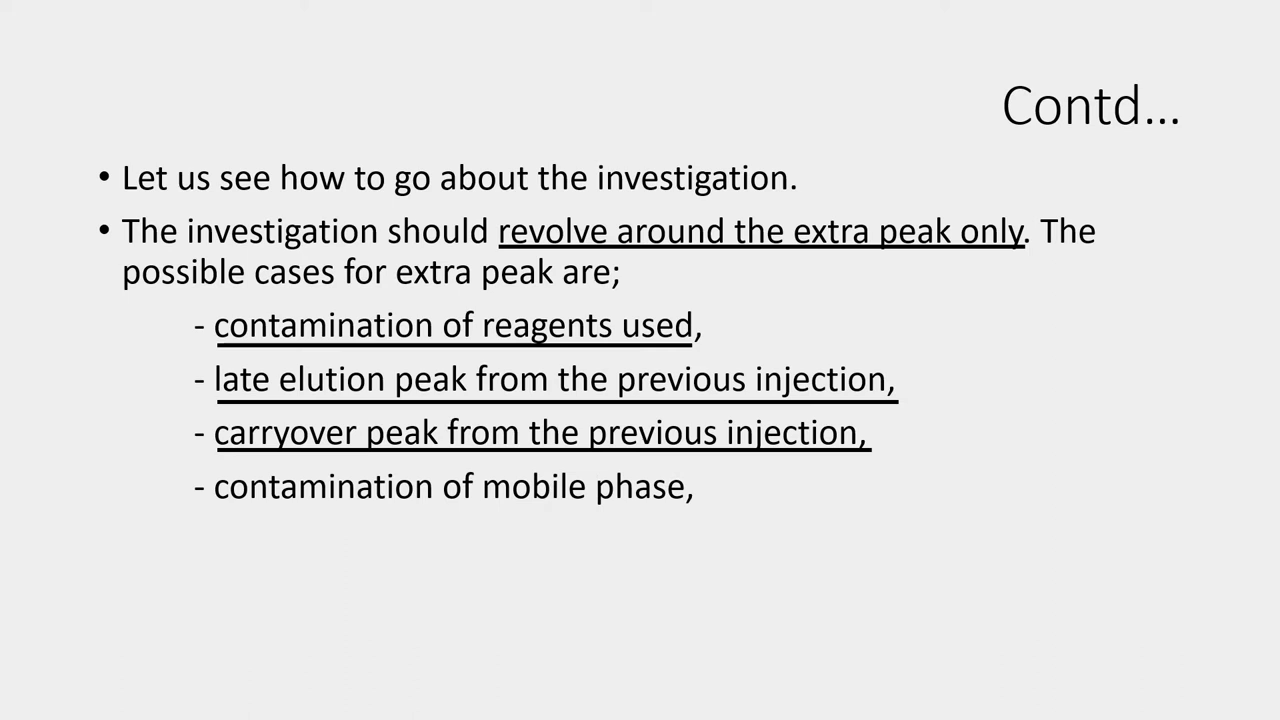 Contd...
• Let us see how to go about the investigation.
• The investigation should revolve around the extra peak only. The
possible cases for extra peak are;
- contamination of reagents used,
- late elution peak from the previous injection,
- carryover peak from the previous injection,
- contamination of mobile phase,